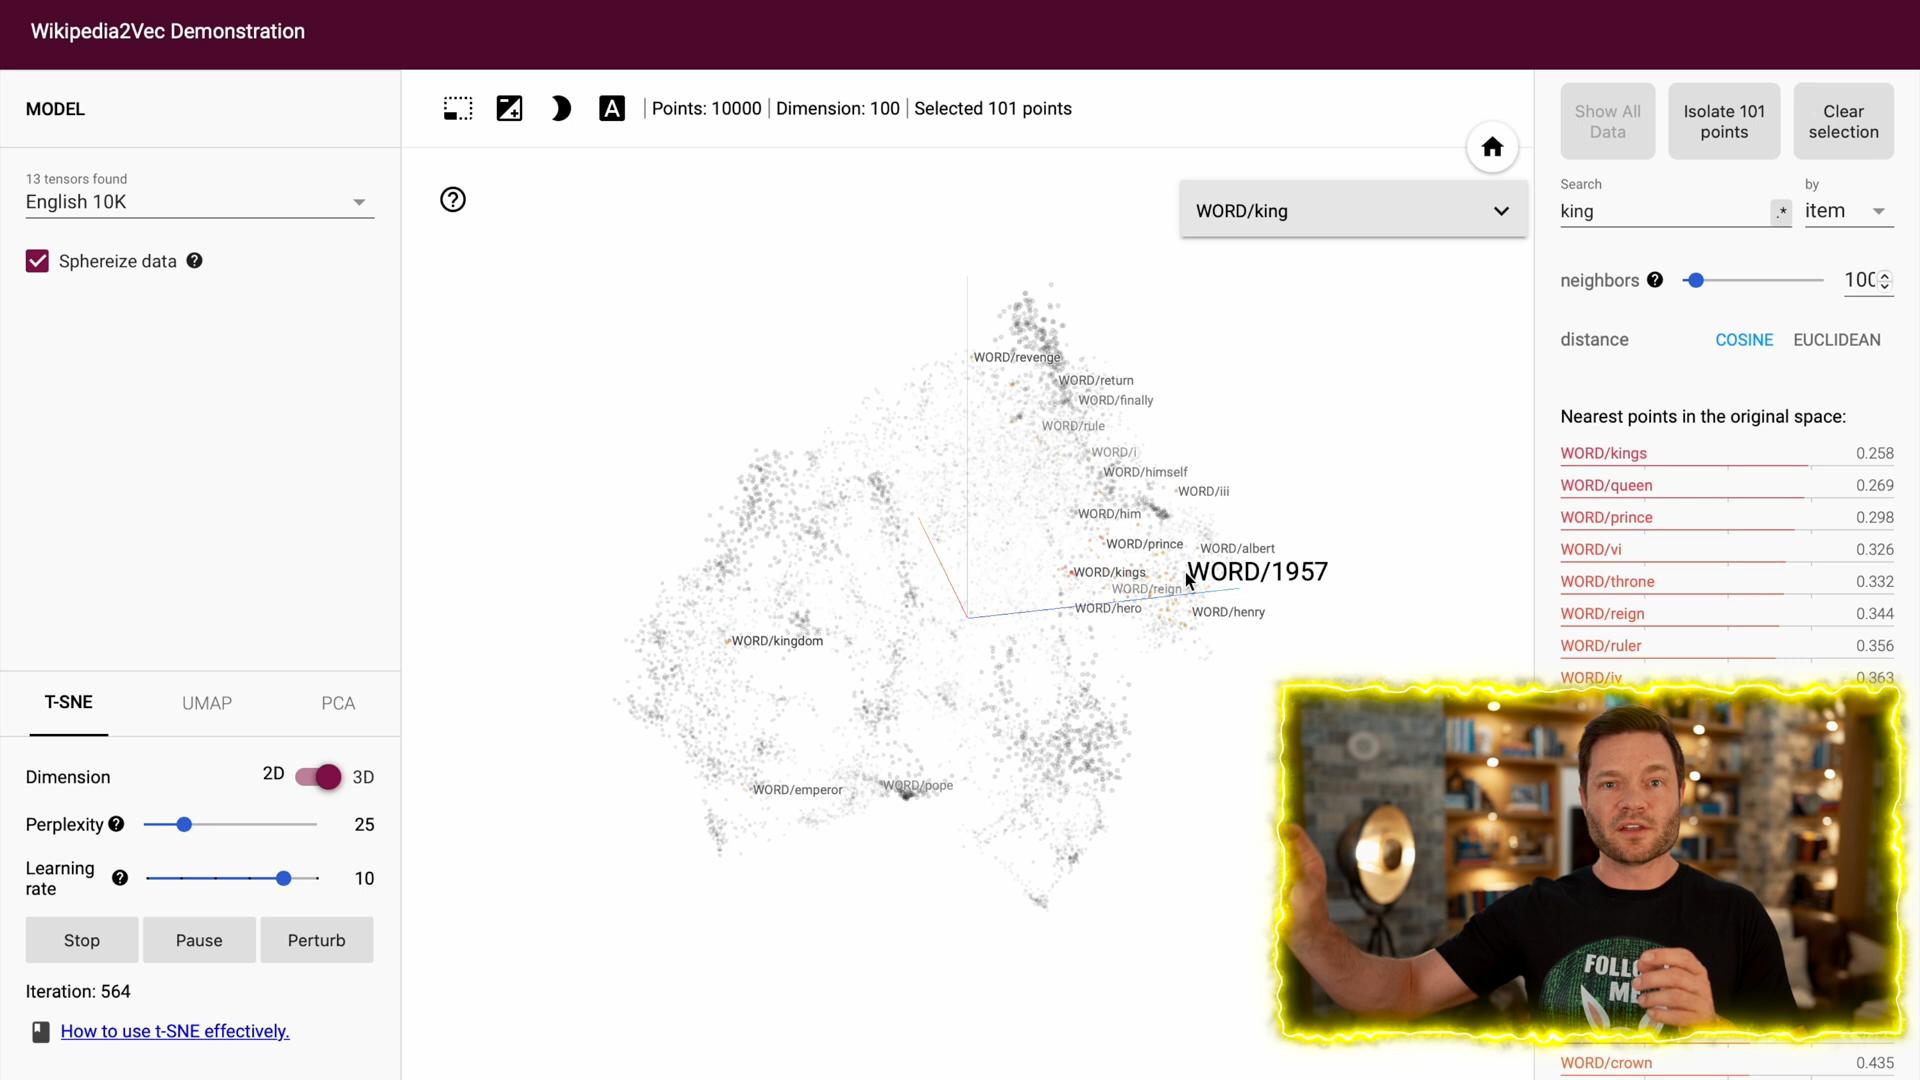 Wikipedia2Vec Demonstration
MODEL
13 tensors found
English 10K
Sphereize data
T-SNE
UMAP
PCA
Dimension
2D
3D
Perplexity
25
Learning
rate
10
Stop
Pause
Perturb
Iteration: 564
How to use t-SNE effectively.
A
Points: 10000
Dimension: 100
Selected 101 points
WORD/king
WORD/revenge
WORD/return
WORD/finally
WORD/rule
WORD/i
WORD/himself
WORD/iii
WORD/him
WORD/prince
WORD/albert
WORD/kings
WORD/1957
WORD/reign
WORD/hero
WORD/henry
WORD/kingdom
WORD/emperor
WORD/pope
Show All
Data
Isolate 101
points
Clear
selection
Search
king
.*
by
item
neighbors
100
distance
COSINE
EUCLIDEAN
Nearest points in the original space:
WORD/kings 0.258
WORD/queen 0.269
WORD/prince 0.298
WORD/vi 0.326
WORD/throne 0.332
WORD/reign 0.344
WORD/ruler 0.356
WORD/iv 0.363
FOLLO
ME
WORD/crown 0.435